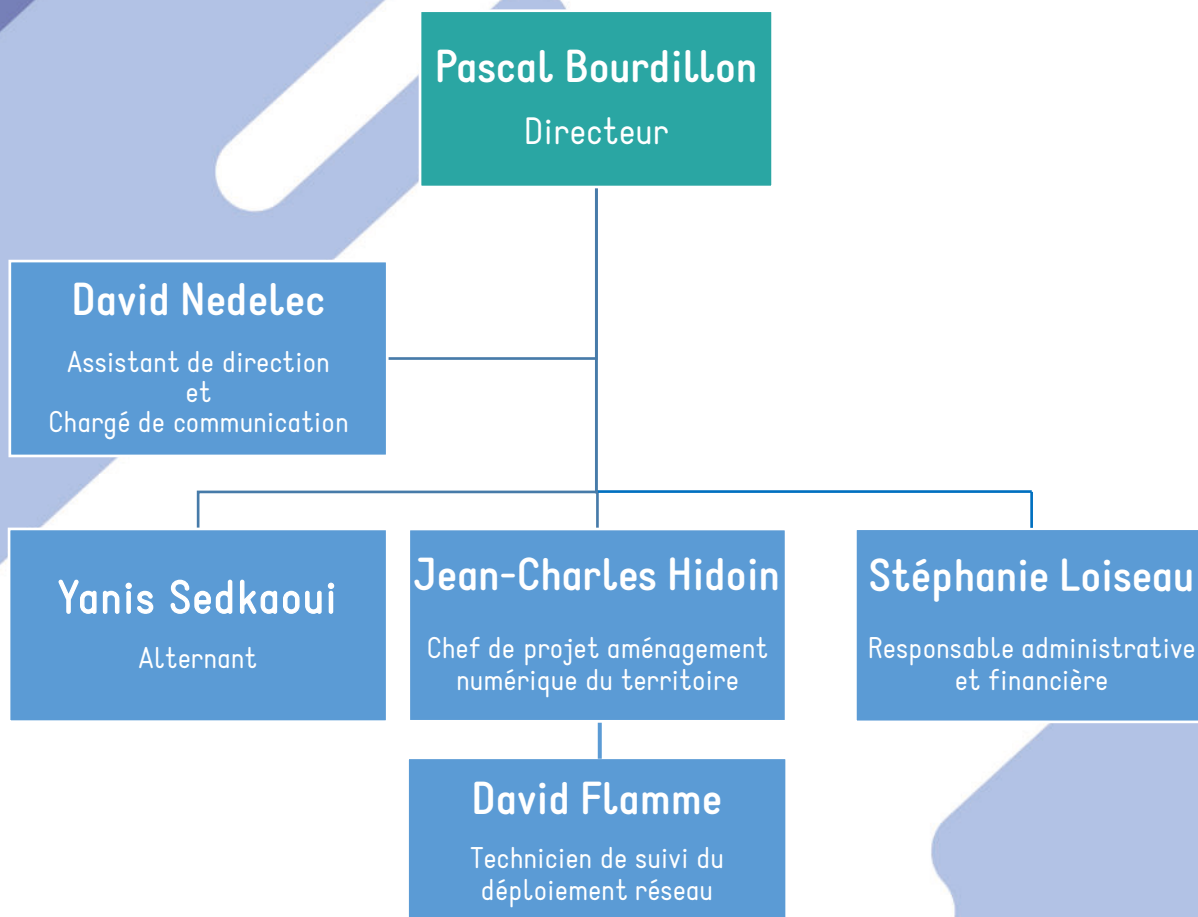 Pascal Bourdillon
Directeur
David Nedelec
Assistant de direction
et
Chargé de communication
Yanis Sedkaoui
Alternant
Jean-Charles Hidoin
Chef de projet aménagement
numérique du territoire
Stéphanie Loiseau
Responsable administrative
et financière
David Flamme
Technicien de suivi du
déploiement réseau